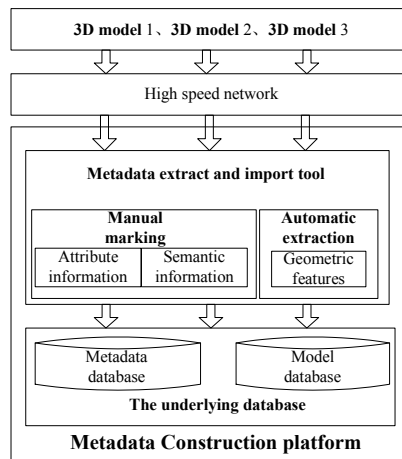 3D model 1、3D model 2、3D model 3
High speed network
Metadata extract and import tool
Manual
marking
Attribute
information
Semantic
information
Automatic
extraction
Geometric
features
Metadata
database
Model
database
The underlying database
Metadata Construction platform